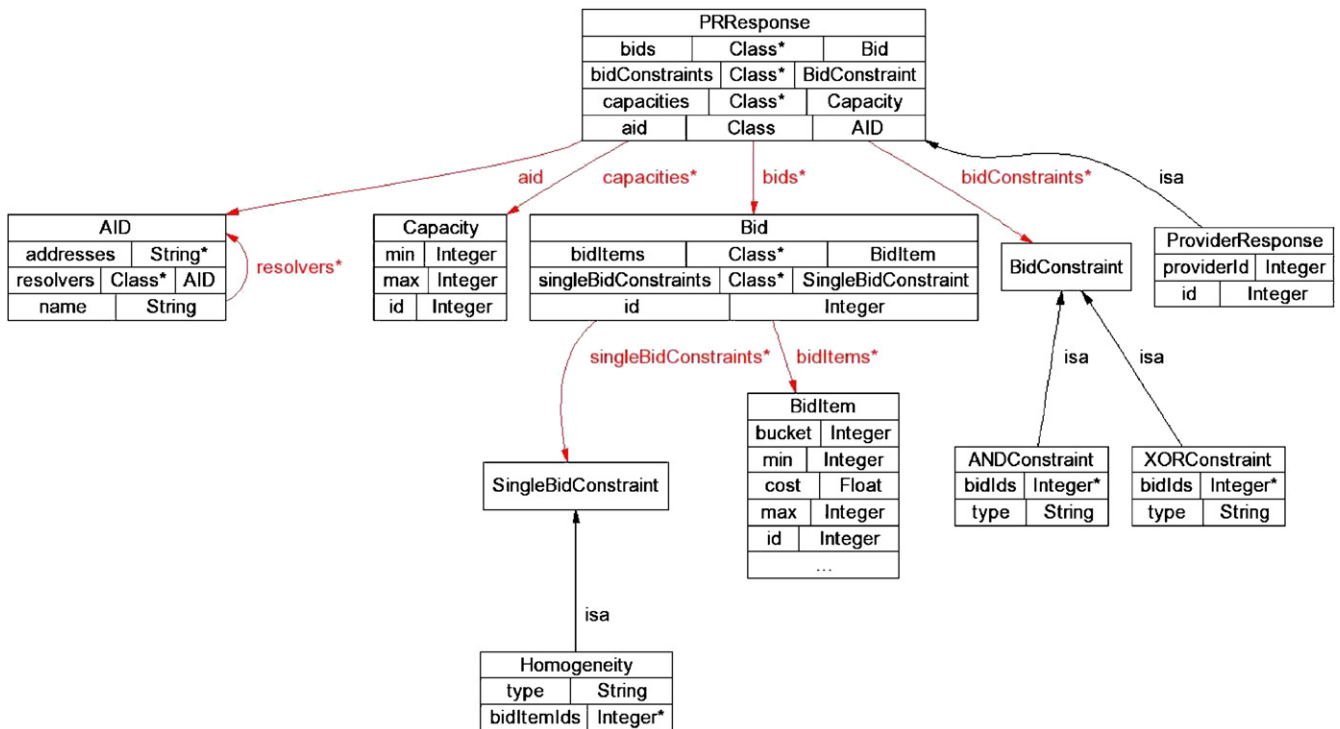 PRResponse
bids Class* Bid
bidConstraints Class* BidConstraint
capacities Class* Capacity
aid Class AID
aid capacities* bids* bidConstraints* isa
AID
addresses String*
resolvers Class* AID
name String
resolvers*
Capacity
min Integer
max Integer
id Integer
Bid
bidItems Class* BidItem
singleBidConstraints Class* SingleBidConstraint
id Integer
BidConstraint
ProviderResponse
providerId Integer
id Integer
singleBidConstraints* bidItems*
isa isa
SingleBidConstraint
BidItem
bucket Integer
min Integer
cost Float
max Integer
id Integer
...
ANDConstraint
bidIds Integer*
type String
XORConstraint
bidIds Integer*
type String
isa
Homogeneity
type String
bidItemIds Integer*